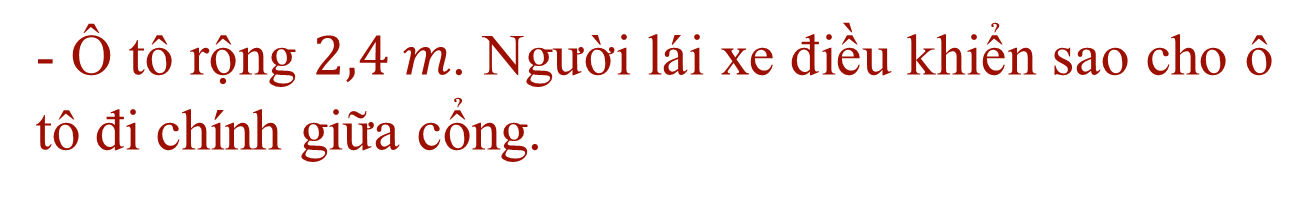 - Ô tô rộng 2,4 m. Người lái xe điều khiển sao cho ô
tô đi chính giữa cổng.